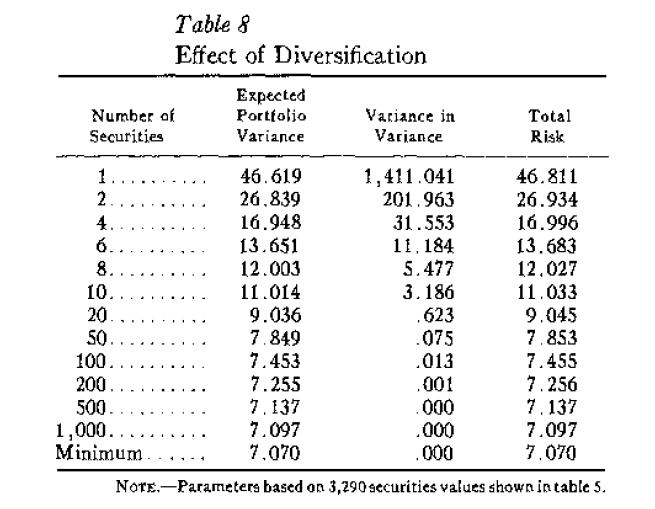 Table 8
Effect of Diversification
Number of Securities Expected Portfolio Variance Variance in Variance Total Risk
1.......... 46.619 1,411.041 46.811
2.......... 26.839 201.963 26.934
4.......... 16.948 31.553 16.996
6.......... 13.651 11.184 13.683
8.......... 12.003 5.477 12.027
10.......... 11.014 3.186 11.033
20.......... 9.036 .623 9.045
50.......... 7.849 .075 7.853
100.......... 7.453 .013 7.455
200.......... 7.255 .001 7.256
500.......... 7.137 .000 7.137
1,000.......... 7.097 .000 7.097
Minimum...... 7.070 .000 7.070
NOTE.—Parameters based on 3,290 securities values shown in table 5.